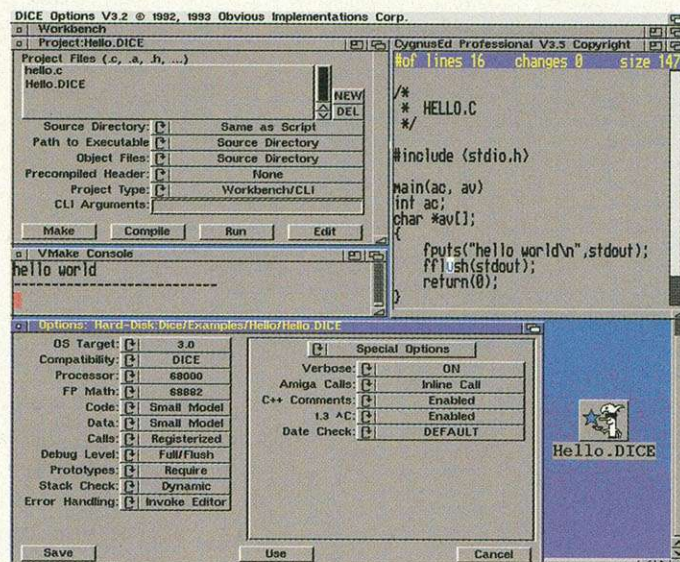 DICE Options V3.2 © 1992, 1993 Obvious Implementations Corp.
Workbench
Project:Hello.DICE
Project Files (.c, .a, .h, ...)
hello.c
Hello.DICE
NEW
DEL
Source Directory: Same as Script
Path to Executable Source Directory
Object Files: Source Directory
Precompiled Header: None
Project Type: Workbench/CLI
CLI Arguments:
Make Compile Run Edit
VMake Console
hello world
----------------------------
CygnusEd Professional V3.5 Copyright
#of lines 16 changes 0 size 147
/*
* HELLO.C
*/
#include <stdio.h>
main(ac, av)
int ac;
char *av[];
{
fputs("hello world\n",stdout);
fflush(stdout);
return(0);
}
Options: Hard-Disk:Dice/Examples/Hello/Hello.DICE
OS Target: 3.0
Compatibility: DICE
Processor: 68000
FP Math: 68882
Code: Small Model
Data: Small Model
Calls: Registerized
Debug Level: Full/Flush
Prototypes: Require
Stack Check: Dynamic
Error Handling: Invoke Editor
Special Options
Verbose: ON
Amiga Calls: Inline Call
C++ Comments: Enabled
1.3 ^C: Enabled
Date Check: DEFAULT
Save Use Cancel
Hello.DICE